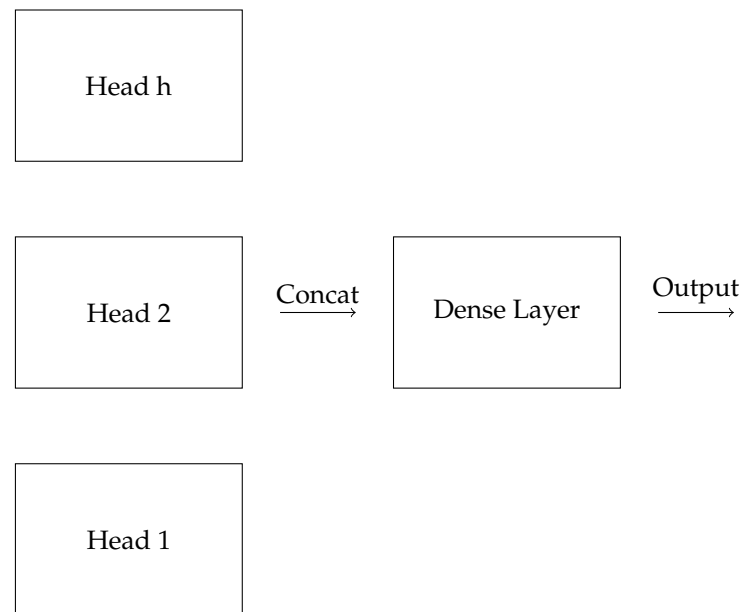 Head h
Head 2
Concat
Dense Layer
Output
Head 1